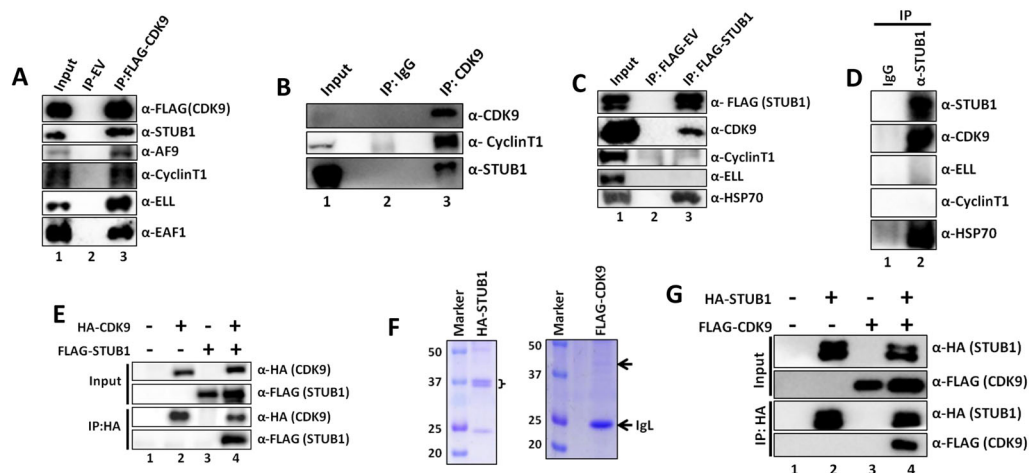 A
Input
IP-EV
IP:FLAG-CDK9
α-FLAG(CDK9)
α-STUB1
α-AF9
α-CyclinT1
α-ELL
α-EAF1
1 2 3
B
Input
IP: IgG
IP: CDK9
α-CDK9
α- CyclinT1
α-STUB1
1 2 3
C
Input
IP: FLAG-EV
IP: FLAG-STUB1
α- FLAG (STUB1)
α-CDK9
α-CyclinT1
α-ELL
α-HSP70
1 2 3
D
IP
IgG
α-STUB1
α-STUB1
α-CDK9
α-ELL
α-CyclinT1
α-HSP70
1 2
E
HA-CDK9 - + - +
FLAG-STUB1 - - + +
Input
α-HA (CDK9)
α-FLAG (STUB1)
IP:HA
α-HA (CDK9)
α-FLAG (STUB1)
1 2 3 4
F
Marker
HA-STUB1
50
37
25
20
Marker
FLAG-CDK9
50
37
25
20
IgL
G
HA-STUB1 - + - +
FLAG-CDK9 - - + +
Input
α-HA (STUB1)
α-FLAG (CDK9)
IP: HA
α-HA (STUB1)
α-FLAG (CDK9)
1 2 3 4